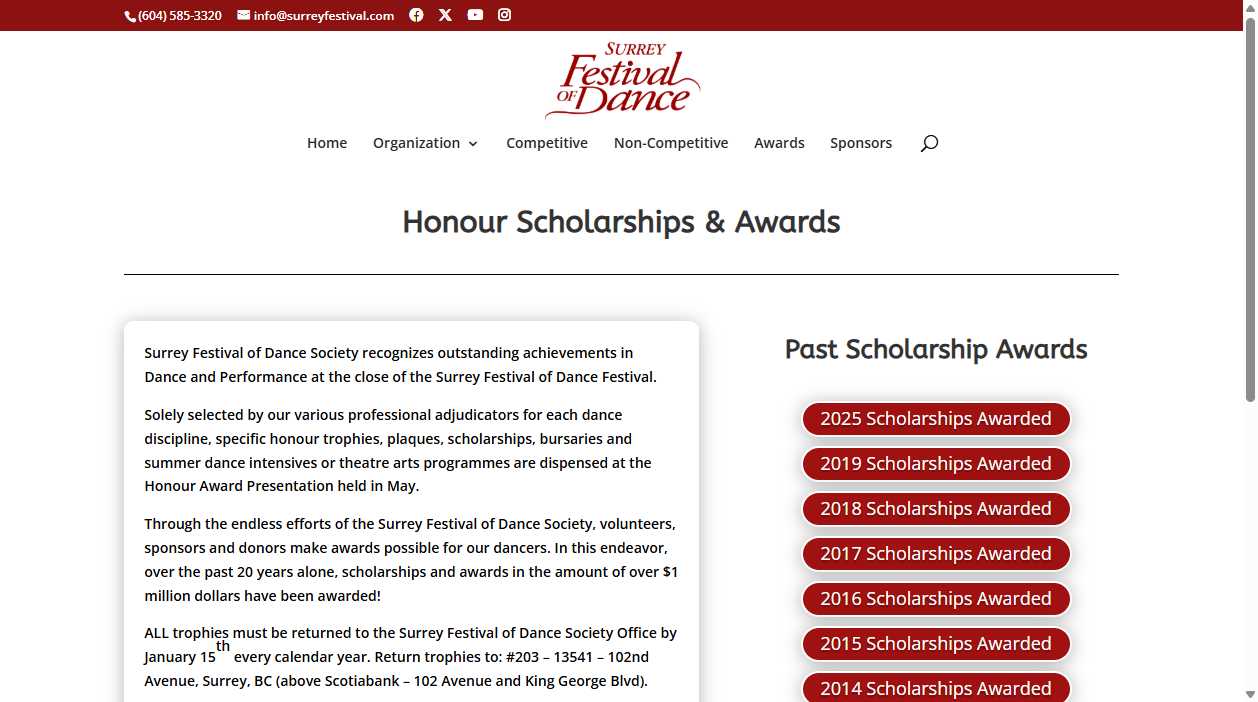 (604) 585-3320 info@surreyfestival.com
SURREY
Festival
OF Dance
Home Organization Competitive Non-Competitive Awards Sponsors
Honour Scholarships & Awards
Surrey Festival of Dance Society recognizes outstanding achievements in
Dance and Performance at the close of the Surrey Festival of Dance Festival.
Solely selected by our various professional adjudicators for each dance
discipline, specific honour trophies, plaques, scholarships, bursaries and
summer dance intensives or theatre arts programmes are dispensed at the
Honour Award Presentation held in May.
Through the endless efforts of the Surrey Festival of Dance Society, volunteers,
sponsors and donors make awards possible for our dancers. In this endeavor,
over the past 20 years alone, scholarships and awards in the amount of over $1
million dollars have been awarded!
ALL trophies must be returned to the Surrey Festival of Dance Society Office by
January 15th every calendar year. Return trophies to: #203 – 13541 – 102nd
Avenue, Surrey, BC (above Scotiabank – 102 Avenue and King George Blvd).
Past Scholarship Awards
2025 Scholarships Awarded
2019 Scholarships Awarded
2018 Scholarships Awarded
2017 Scholarships Awarded
2016 Scholarships Awarded
2015 Scholarships Awarded
2014 Scholarships Awarded